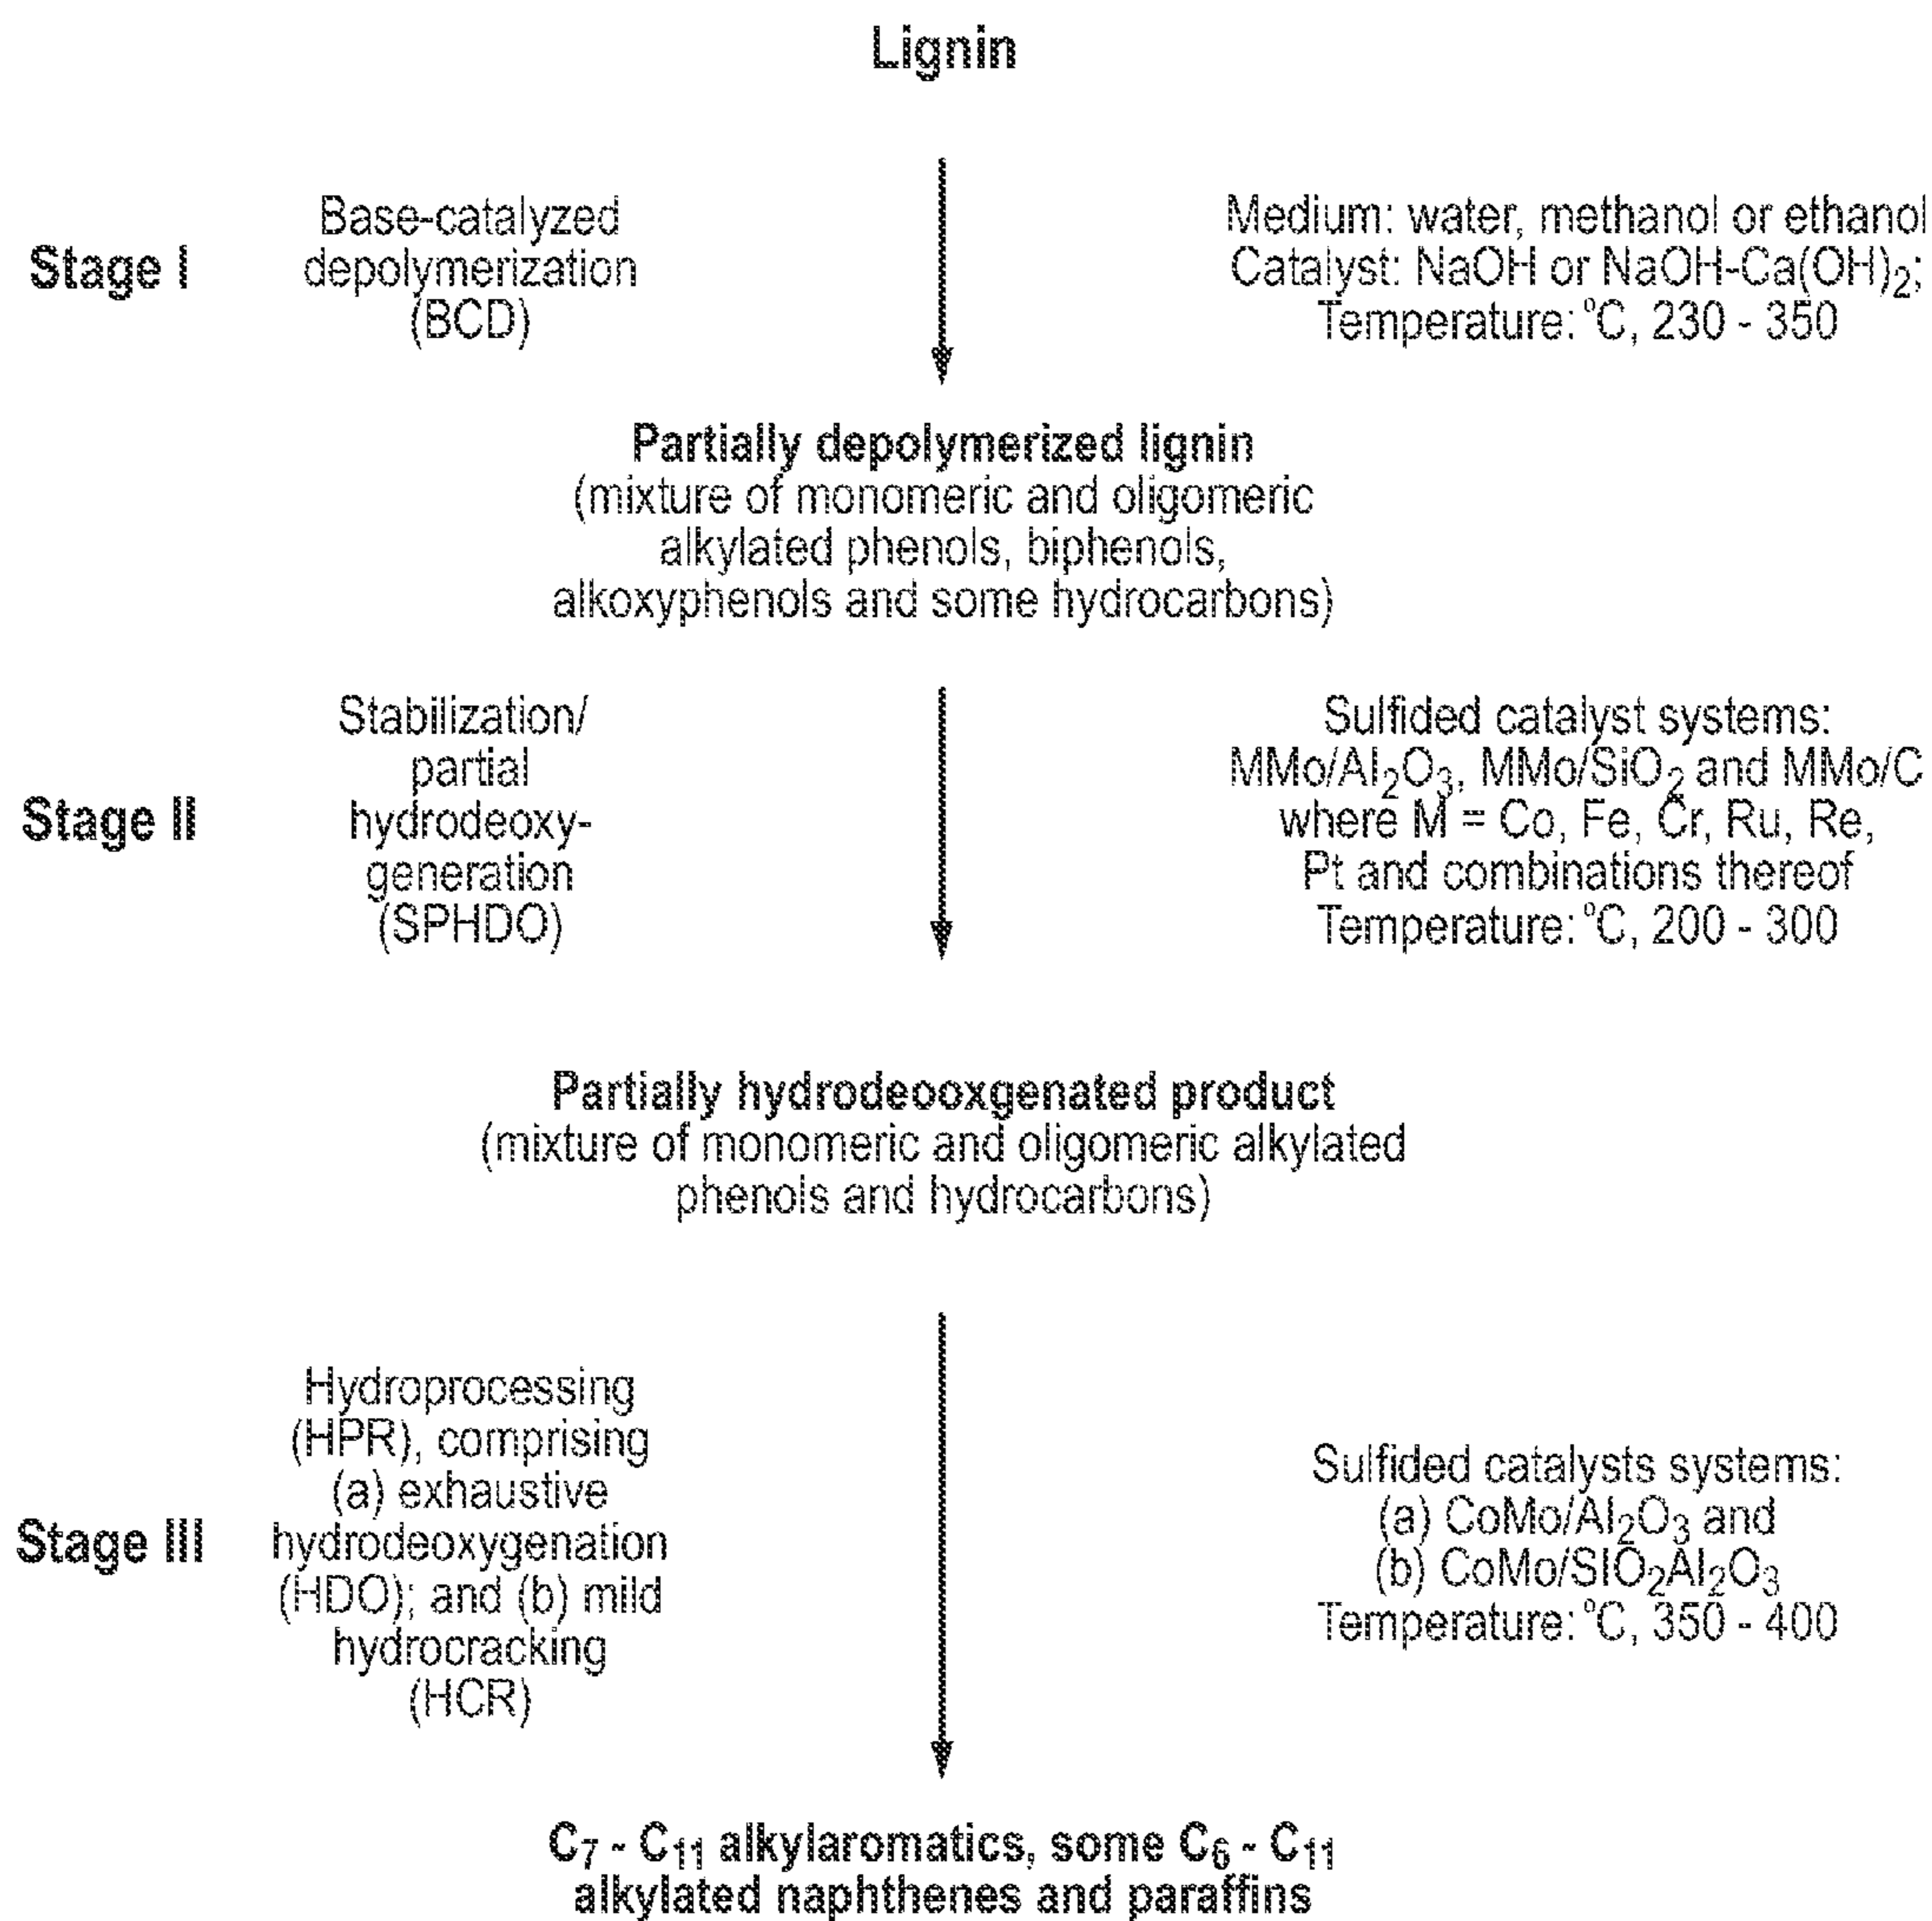 Lignin
Stage I
Base-catalyzed
depolymerization
(BCD)
Medium: water, methanol or ethanol
Catalyst: NaOH or NaOH-Ca(OH)₂;
Temperature: °C, 230 - 350
Partially depolymerized lignin
(mixture of monomeric and oligomeric
alkylated phenols, biphenols,
alkoxyphenols and some hydrocarbons)
Stage II
Stabilization/
partial
hydrodeoxy-
generation
(SPHDO)
Sulfided catalyst systems:
MMo/Al₂O₃, MMo/SiO₂ and MMo/C
where M = Co, Fe, Cr, Ru, Re,
Pt and combinations thereof
Temperature: °C, 200 - 300
Partially hydrodeooxgenated product
(mixture of monomeric and oligomeric alkylated
phenols and hydrocarbons)
Stage III
Hydroprocessing
(HPR), comprising
(a) exhaustive
hydrodeoxygenation
(HDO); and (b) mild
hydrocracking
(HCR)
Sulfided catalysts systems:
(a) CoMo/Al₂O₃ and
(b) CoMo/SIO₂Al₂O₃
Temperature: °C, 350 - 400
C₇ - C₁₁ alkylaromatics, some C₆ - C₁₁
alkylated naphthenes and paraffins